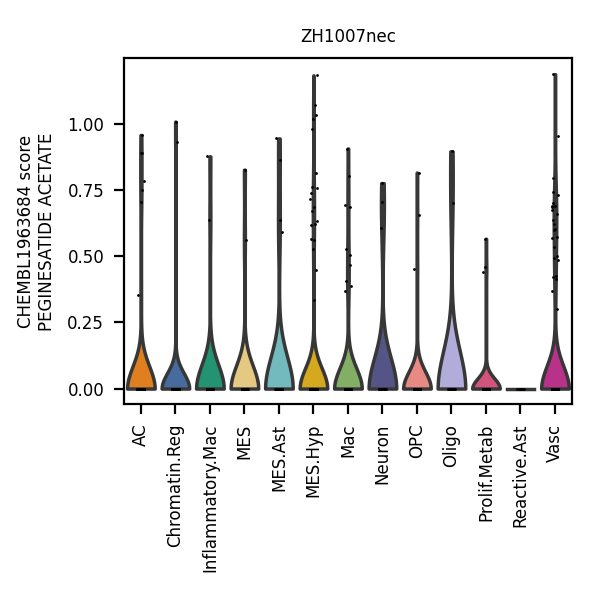 ZH1007nec
CHEMBL1963684 score
PEGINESATIDE ACETATE
1.00
0.75
0.50
0.25
0.00
AC
Chromatin.Reg
Inflammatory.Mac
MES
MES.Ast
MES.Hyp
Mac
Neuron
OPC
Oligo
Prolif.Metab
Reactive.Ast
Vasc